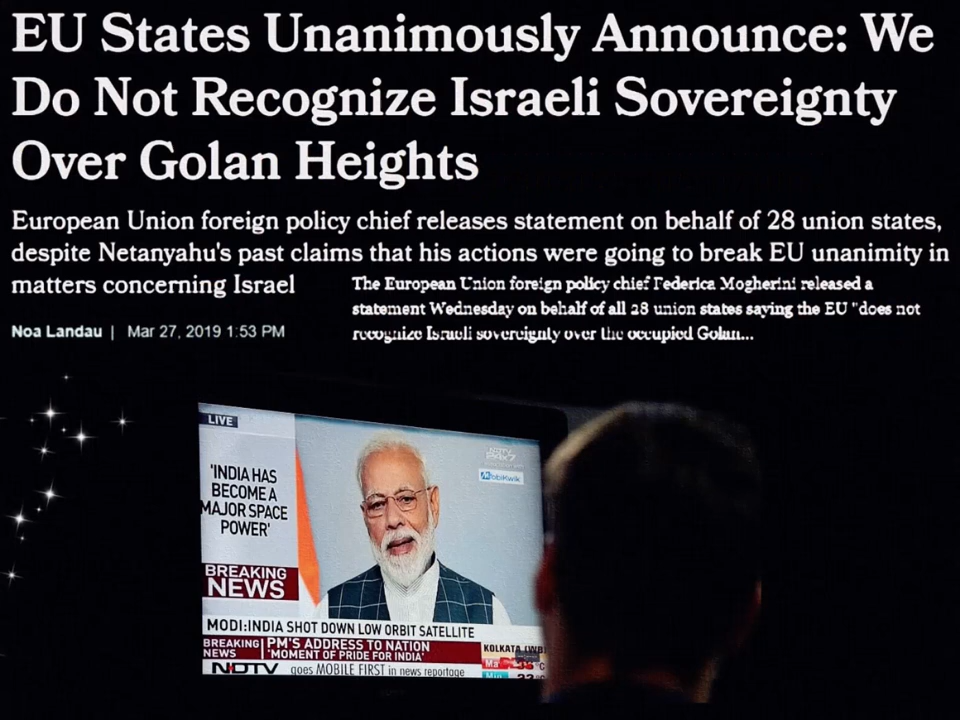 EU States Unanimously Announce: We
Do Not Recognize Israeli Sovereignty
Over Golan Heights
European Union foreign policy chief releases statement on behalf of 28 union states,
despite Netanyahu's past claims that his actions were going to break EU unanimity in
matters concerning Israel
The European Union foreign policy chief Federica Mogherini released a
statement Wednesday on behalf of all 28 union states saying the EU "does not
recognize Israeli sovereignty over the occupied Golan...
Noa Landau | Mar 27, 2019 1:53 PM
LIVE
'INDIA HAS
BECOME A
MAJOR SPACE
POWER'
NDTV
24x7
MobiKwik
BREAKING
NEWS
MODI:INDIA SHOT DOWN LOW ORBIT SATELLITE
BREAKING NEWS
PM'S ADDRESS TO NATION
'MOMENT OF PRIDE FOR INDIA'
KOLKATA (WB)
NDTV goes MOBILE FIRST in news reportage